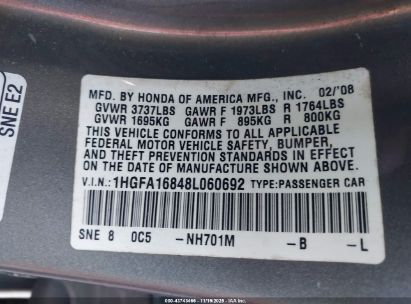 SNE E2
MFD. BY HONDA OF AMERICA MFG., INC. 02/'08
GVWR 3737LBS GAWR F 1973LBS R 1764LBS
GVWR 1695KG GAWR F 895KG R 800KG
THIS VEHICLE CONFORMS TO ALL APPLICABLE
FEDERAL MOTOR VEHICLE SAFETY, BUMPER,
AND THEFT PREVENTION STANDARDS IN EFFECT
ON THE DATE OF MANUFACTURE SHOWN ABOVE.
V.I.N.: 1HGFA16848L060692 TYPE:PASSENGER CAR
SNE 8 0C5 -NH701M -B -L